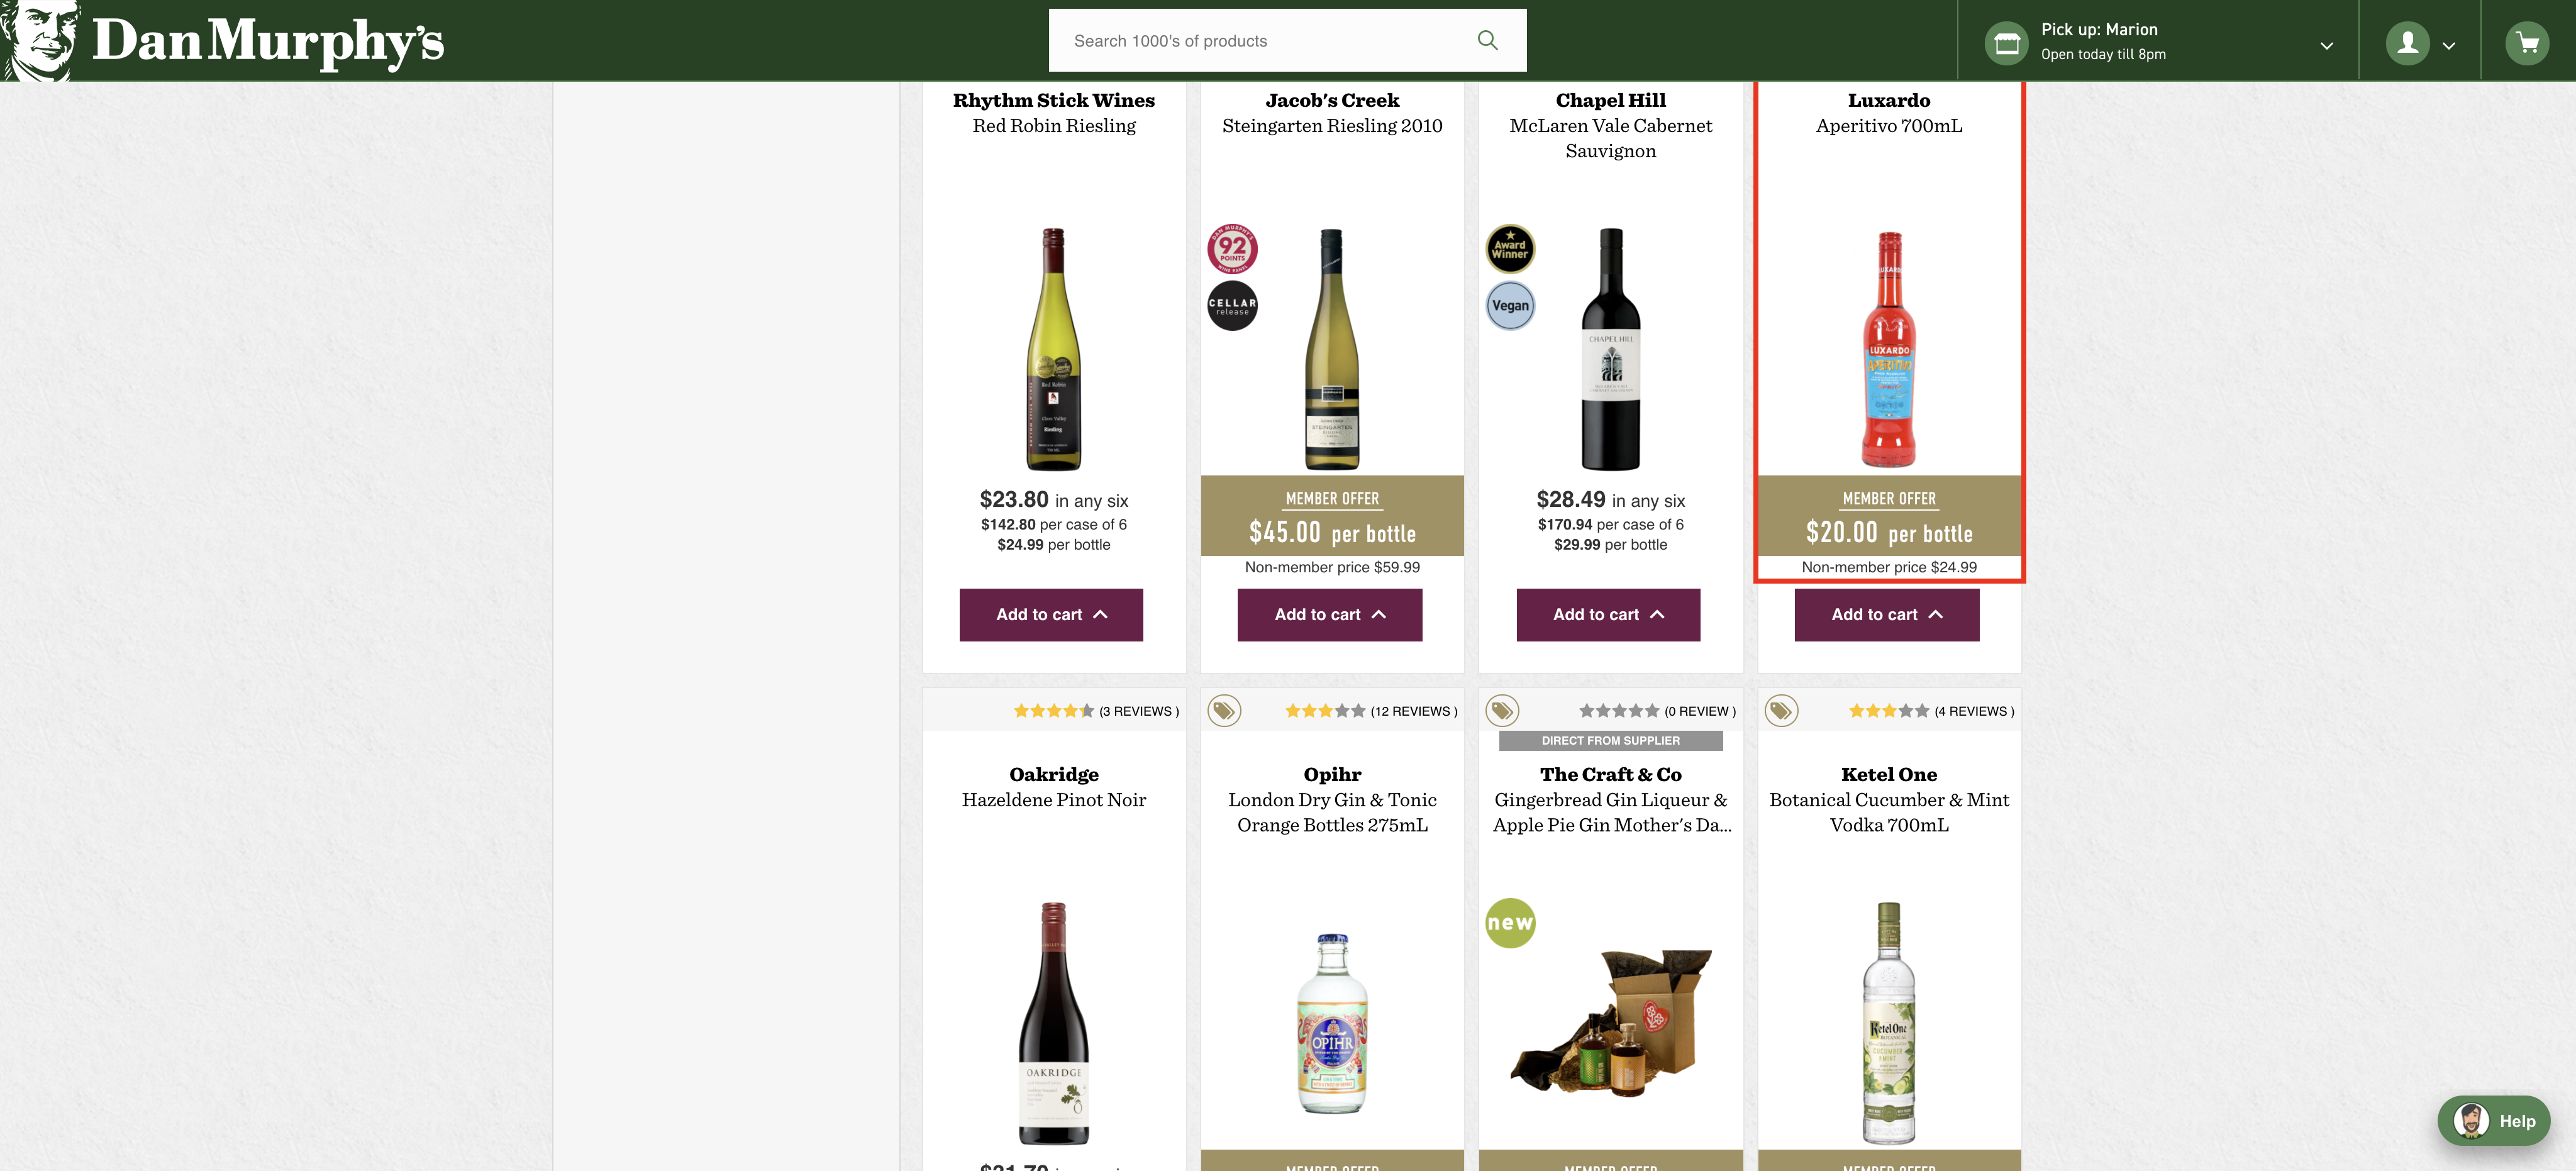 Dan Murphy's
Search 1000's of products
Pick up: Marion
Open today till 8pm
Rhythm Stick Wines
Red Robin Riesling
$23.80 in any six
$142.80 per case of 6
$24.99 per bottle
Add to cart
Jacob's Creek
Steingarten Riesling 2010
92
POINTS
CELLAR
release
STEINGARTEN
MEMBER OFFER
$45.00 per bottle
Non-member price $59.99
Add to cart
Chapel Hill
McLaren Vale Cabernet
Sauvignon
Award
Winner
Vegan
CHAPEL HILL
$28.49 in any six
$170.94 per case of 6
$29.99 per bottle
Add to cart
Luxardo
Aperitivo 700mL
LUXARDO
APERITIVO
MEMBER OFFER
$20.00 per bottle
Non-member price $24.99
Add to cart
(3 REVIEWS )
Oakridge
Hazeldene Pinot Noir
OAKRIDGE
(12 REVIEWS )
Opihr
London Dry Gin & Tonic
Orange Bottles 275mL
OPIHR
MEMBER OFFER
(0 REVIEW )
DIRECT FROM SUPPLIER
The Craft & Co
Gingerbread Gin Liqueur &
Apple Pie Gin Mother's Da...
new
MEMBER OFFER
(4 REVIEWS )
Ketel One
Botanical Cucumber & Mint
Vodka 700mL
Ketel One
BOTANICAL
CUCUMBER
& MINT
MEMBER OFFER
Help